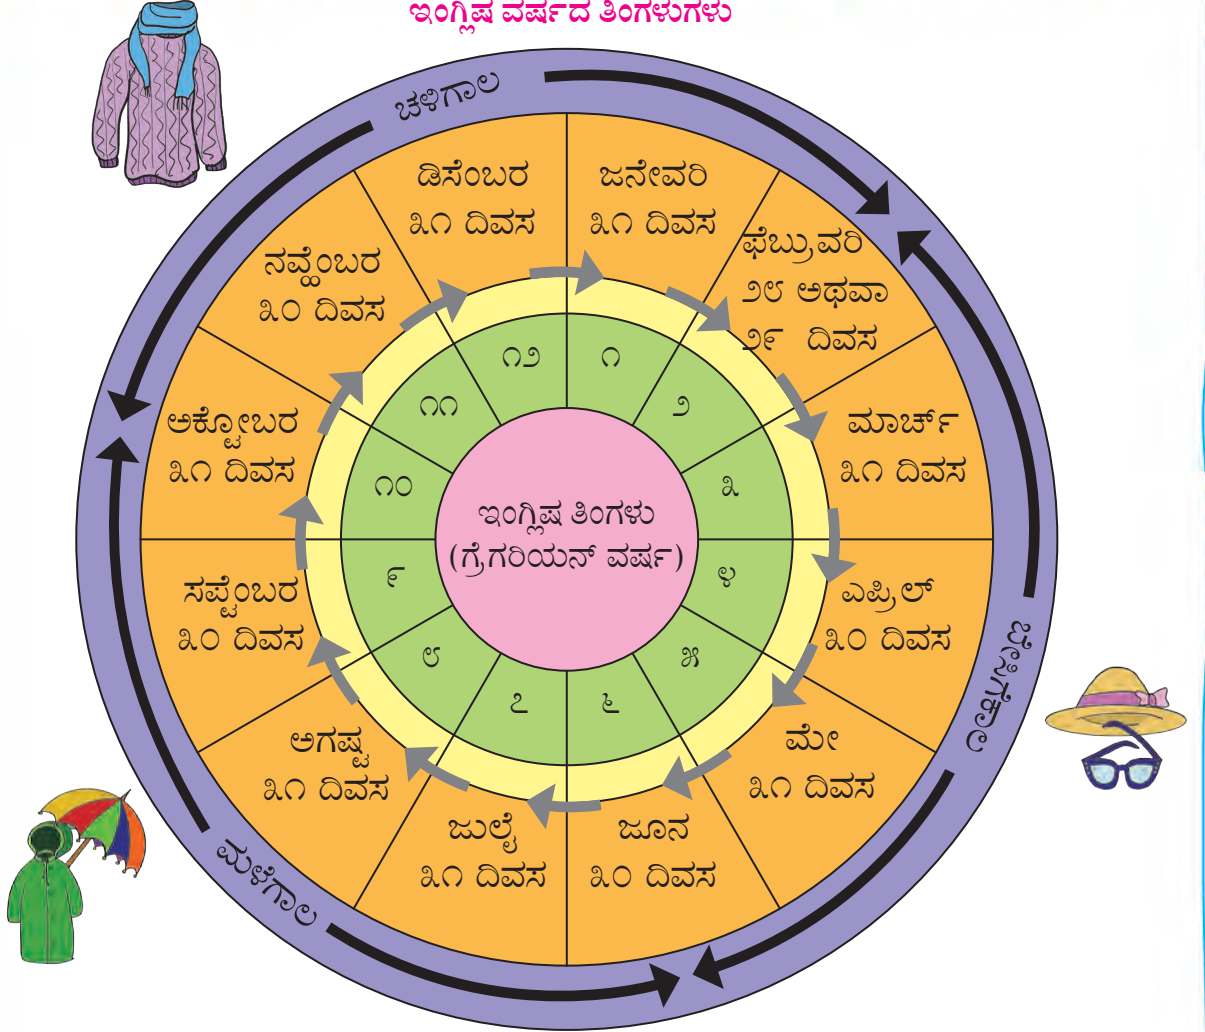 ಇಂಗ್ಲಿಷ ವರ್ಷದ ತಿಂಗಳುಗಳು
ಚಳಿಗಾಲ
ಜನೇವರಿ
೩೧ ದಿವಸ
ಫೆಬ್ರುವರಿ
೨೮ ಅಥವಾ
೨೯ ದಿವಸ
ಮಾರ್ಚ್
೩೧ ದಿವಸ
ಎಪ್ರಿಲ್
೩೦ ದಿವಸ
ಬೇಸಿಗೆಕಾಲ
ಮೇ
೩೧ ದಿವಸ
ಜೂನ
೩೦ ದಿವಸ
ಜುಲೈ
೩೧ ದಿವಸ
ಮಳೆಗಾಲ
ಅಗಷ್ಟ
೩೧ ದಿವಸ
ಸಪ್ಟೆಂಬರ
೩೦ ದಿವಸ
ಅಕ್ಟೋಬರ
೩೧ ದಿವಸ
ನವ್ಹೆಂಬರ
೩೦ ದಿವಸ
ಡಿಸೆಂಬರ
೩೧ ದಿವಸ
೧
೨
೩
೪
೫
೬
೭
೮
೯
೧೦
೧೧
೧೨
ಇಂಗ್ಲಿಷ ತಿಂಗಳು
(ಗ್ರೆಗರಿಯನ್ ವರ್ಷ)